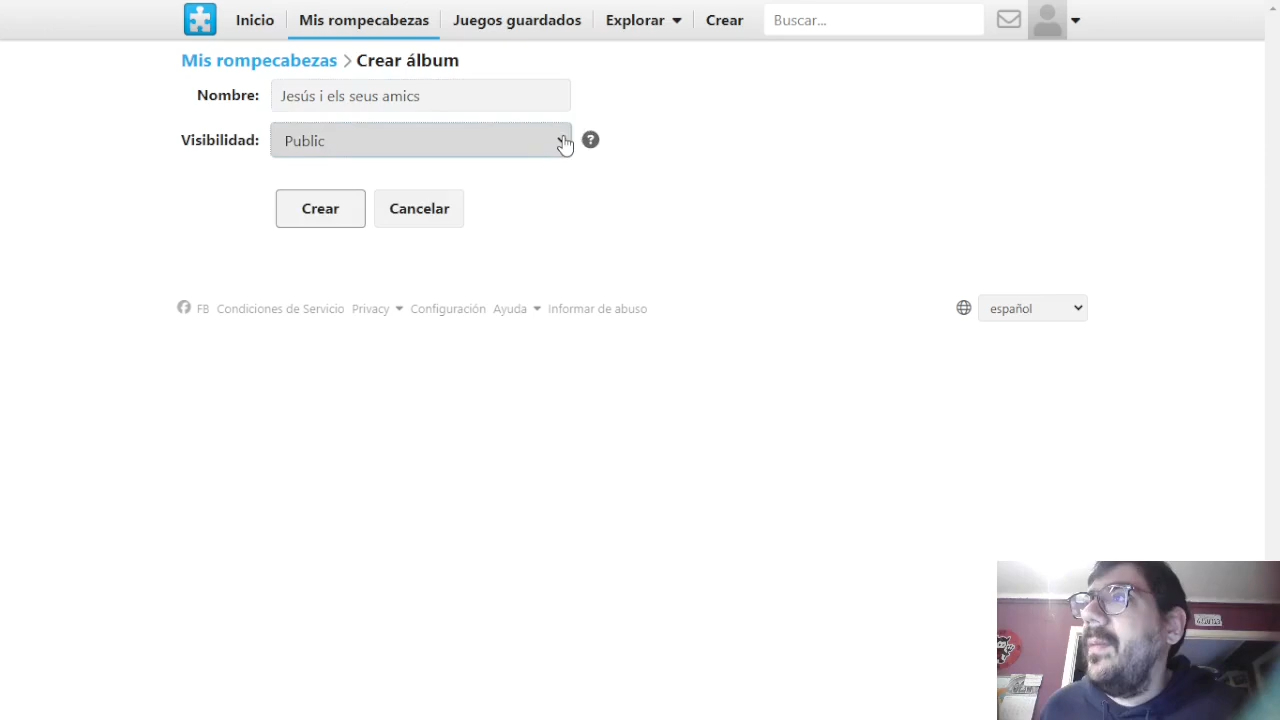 Inicio Mis rompecabezas Juegos guardados Explorar Crear Buscar...
Mis rompecabezas > Crear álbum
Nombre: Jesús i els seus amics
Visibilidad: Public ?
Crear Cancelar
FB Condiciones de Servicio Privacy Configuración Ayuda Informar de abuso español